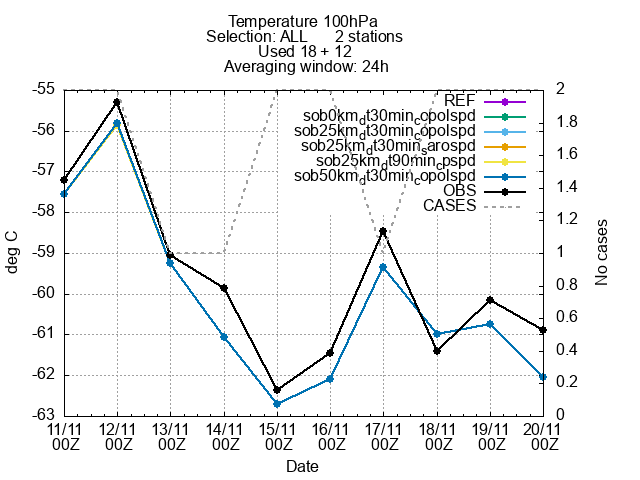 Temperature 100hPa
Selection: ALL 2 stations
Used 18 + 12
Averaging window: 24h
-55
-56
-57
-58
-59
-60
-61
-62
-63
deg C
2
1.8
1.6
1.4
1.2
1
0.8
0.6
0.4
0.2
0
No cases
REF
sob0km_dt30min_copolspd
sob25km_dt30min_copolspd
sob25km_dt30min_sarospd
sob25km_dt90min_cpspd
sob50km_dt30min_copolspd
OBS
CASES
11/11 12/11 13/11 14/11 15/11 16/11 17/11 18/11 19/11 20/11
00Z 00Z 00Z 00Z 00Z 00Z 00Z 00Z 00Z 00Z
Date